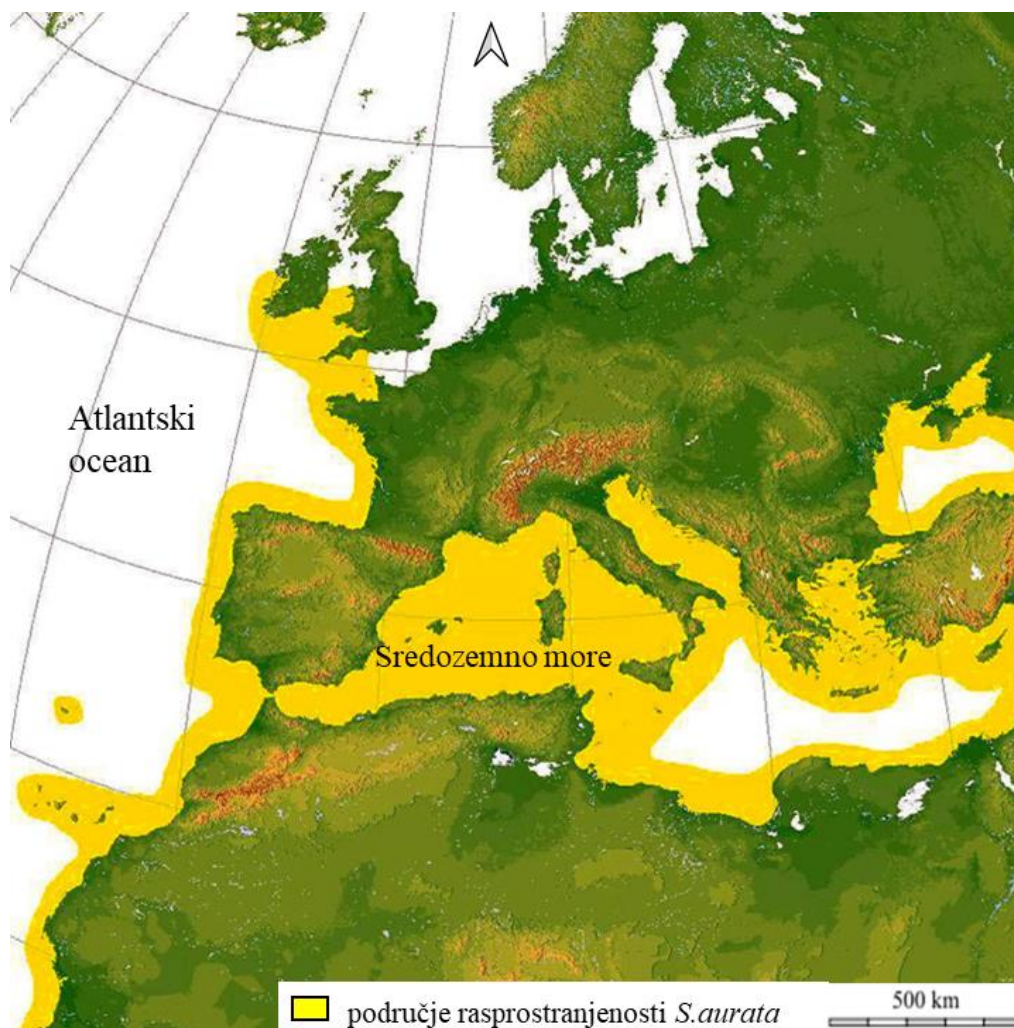 Atlantski
ocean
Sredozemno more
500 km
područje rasprostranjenosti S.aurata